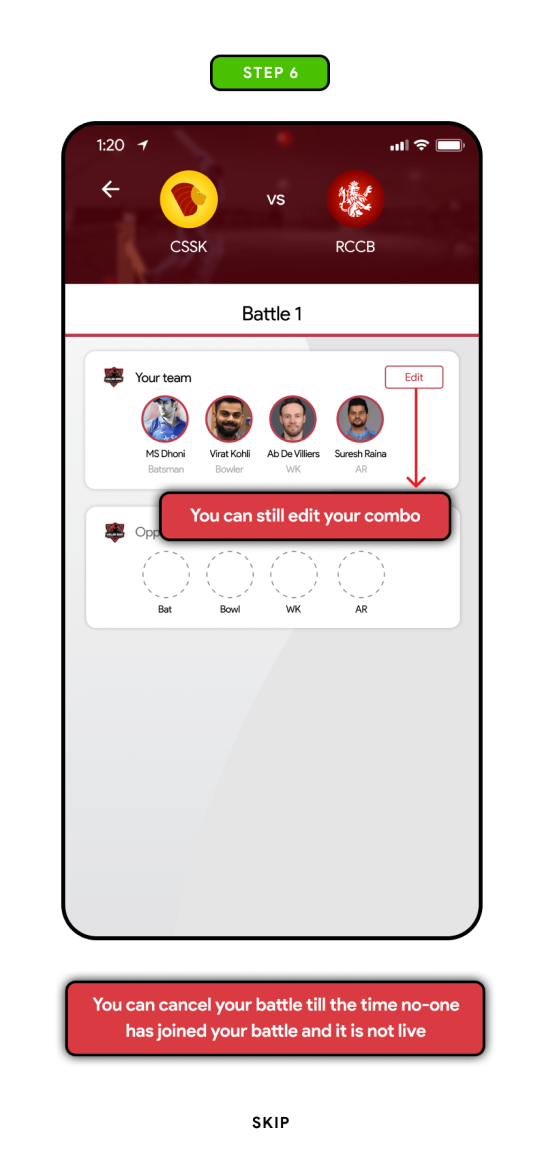 STEP 6
1:20
VS
CSSK
RCCB
Battle 1
Your team
Edit
MS Dhoni
Virat Kohli
Ab De Villiers
Suresh Raina
Batsman
Bowler
WK
AR
You can still edit your combo
Opp
Bat
Bowl
WK
AR
You can cancel your battle till the time no-one
has joined your battle and it is not live
SKIP